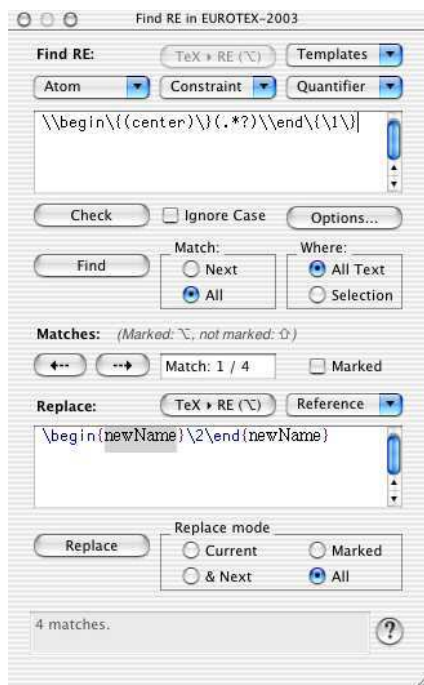 Find RE in EUROTEX-2003
Find RE: TeX ▸ RE (⌥) Templates
Atom Constraint Quantifier
\\begin\{(center)\}(.*?)\\end\{\1\}
Check Ignore Case Options...
Match: Where:
Find Next All Text
All Selection
Matches: (Marked: ⌥, not marked: ⇧)
Match: 1 / 4 Marked
Replace: TeX ▸ RE (⌥) Reference
\begin{newName}\2\end{newName}
Replace mode
Replace Current Marked
& Next All
4 matches.
?